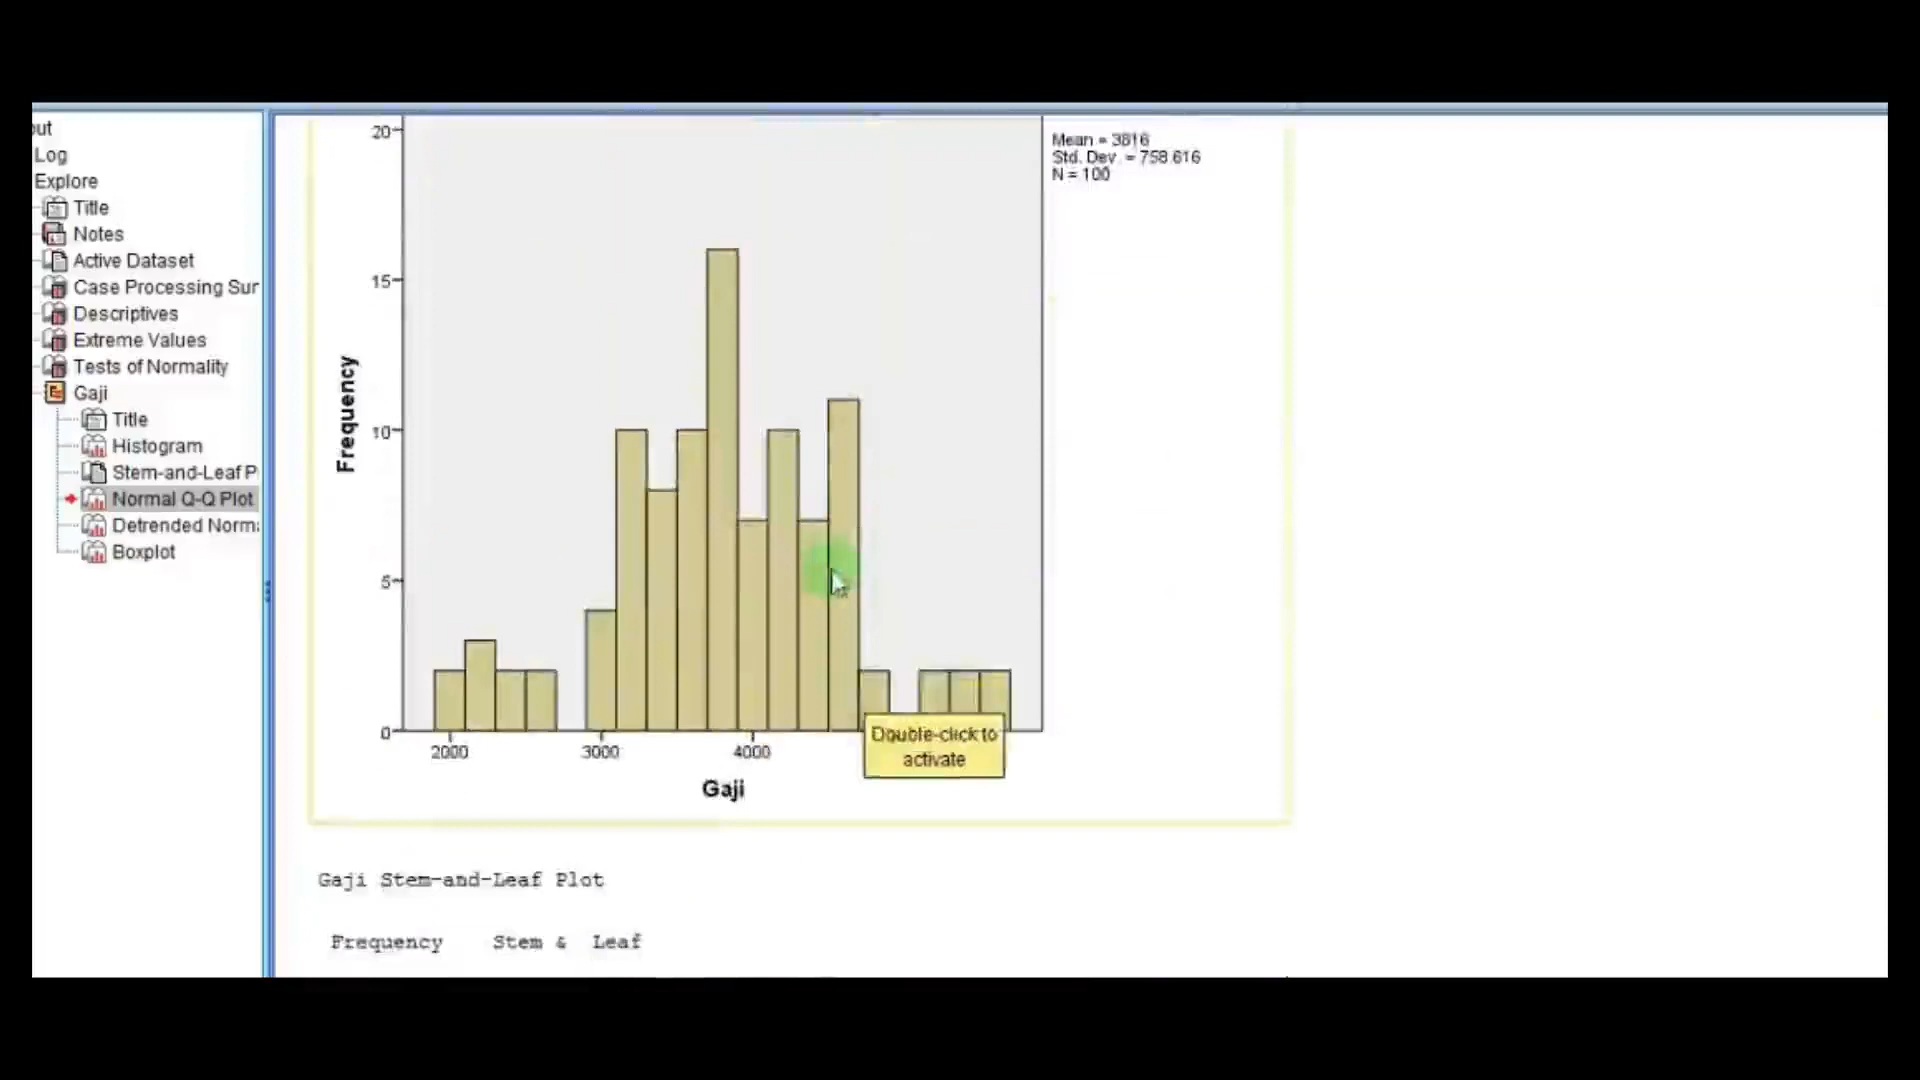 out
Log
Explore
Title
Notes
Active Dataset
Case Processing Sur
Descriptives
Extreme Values
Tests of Normality
Gaji
Title
Histogram
Stem-and-Leaf P
Normal Q-Q Plot
Detrended Norm
Boxplot
20
15
10
5
0
Frequency
2000
3000
4000
Gaji
Mean = 3816
Std. Dev. = 758.616
N = 100
Double-click to
activate
Gaji Stem-and-Leaf Plot
Frequency Stem & Leaf